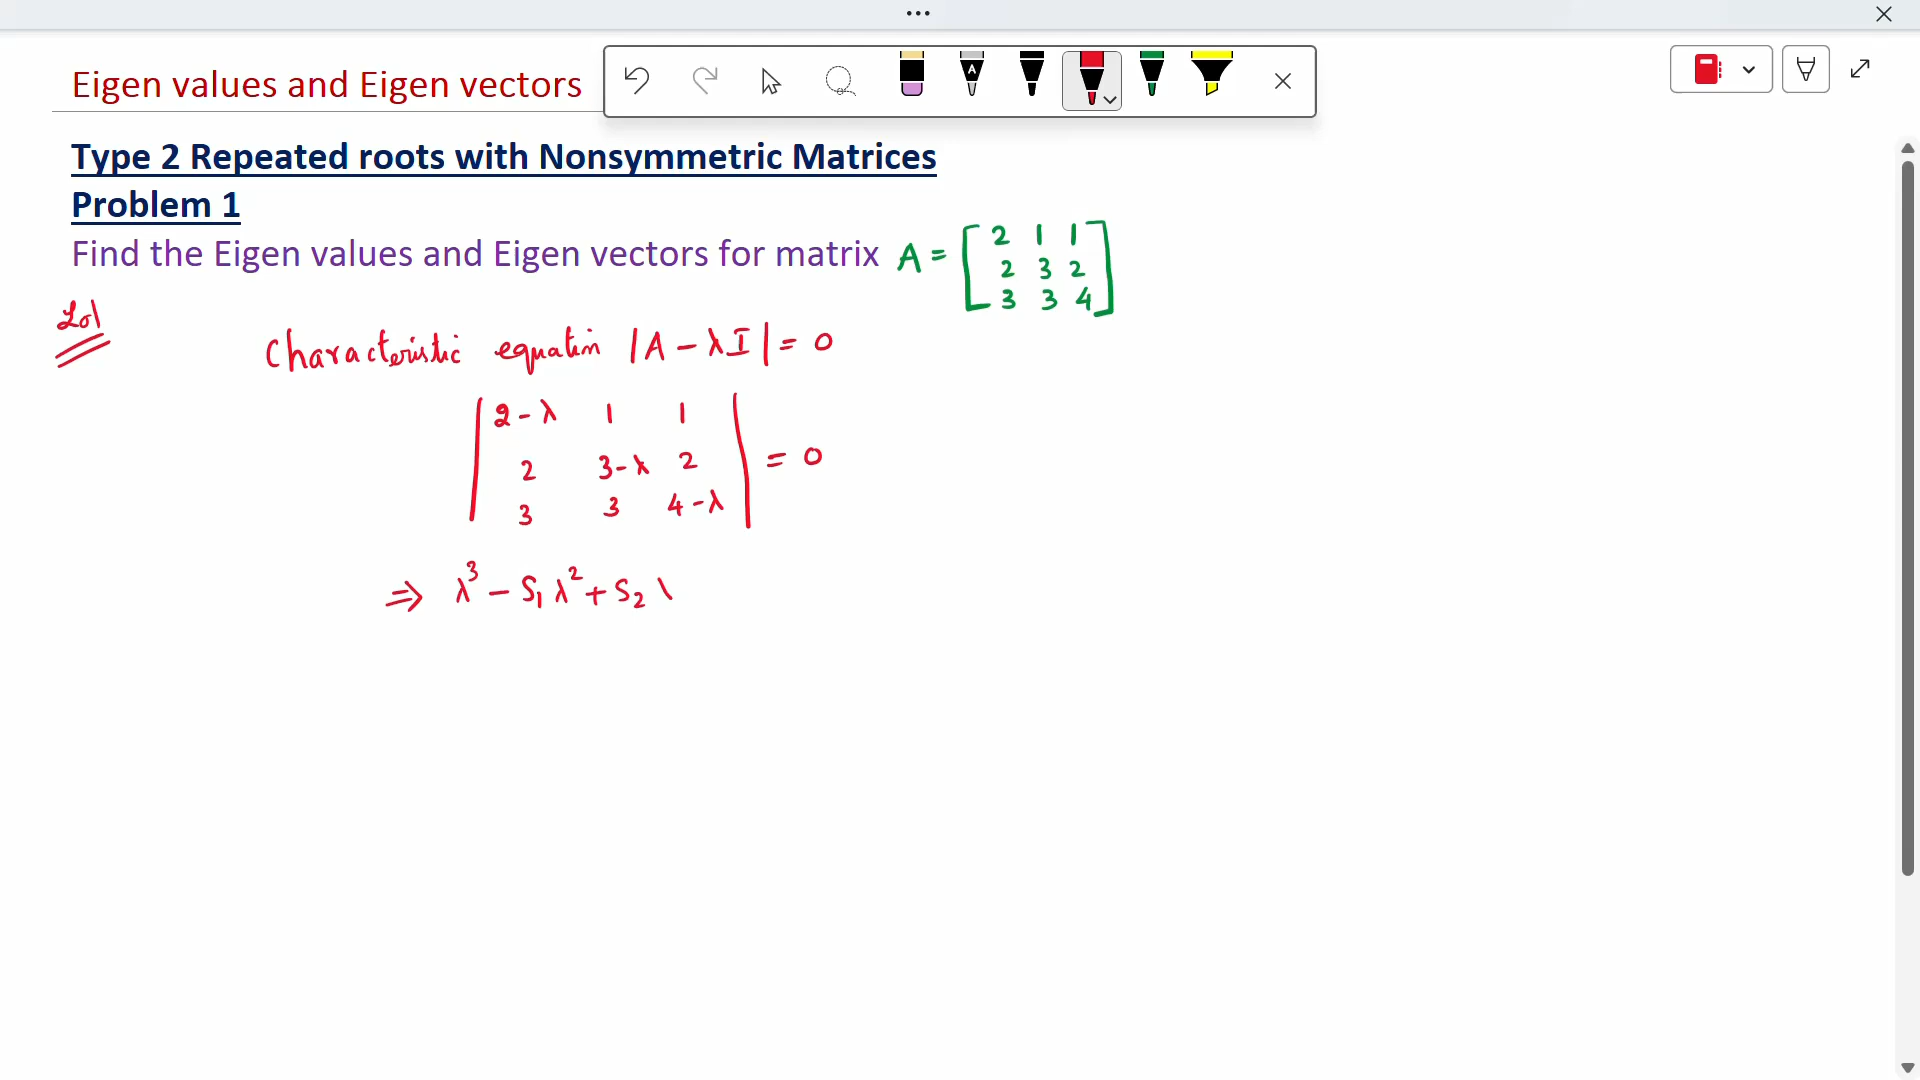 Eigen values and Eigen vectors
Type 2 Repeated roots with Nonsymmetric Matrices
Problem 1
Find the Eigen values and Eigen vectors for matrix A = [ 2 1 1
2 3 2
3 3 4 ]
Sol
Characteristic equatin |A - λI| = 0
| 2-λ 1 1
2 3-λ 2
3 3 4-λ | = 0
⇒ λ³ - S₁λ² + S₂ \